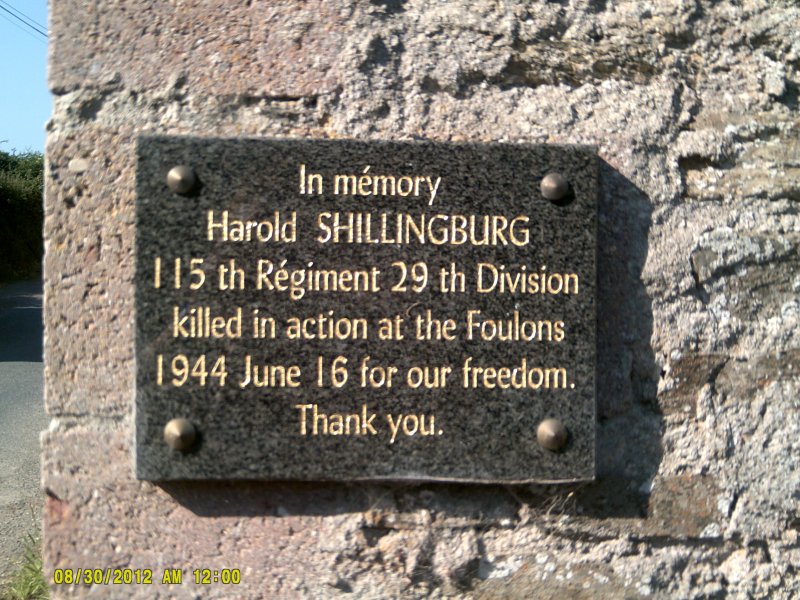 In mémory
Harold SHILLINGBURG
115 th Régiment 29 th Division
killed in action at the Foulons
1944 June 16 for our freedom.
Thank you.
08/30/2012 AM 12:00